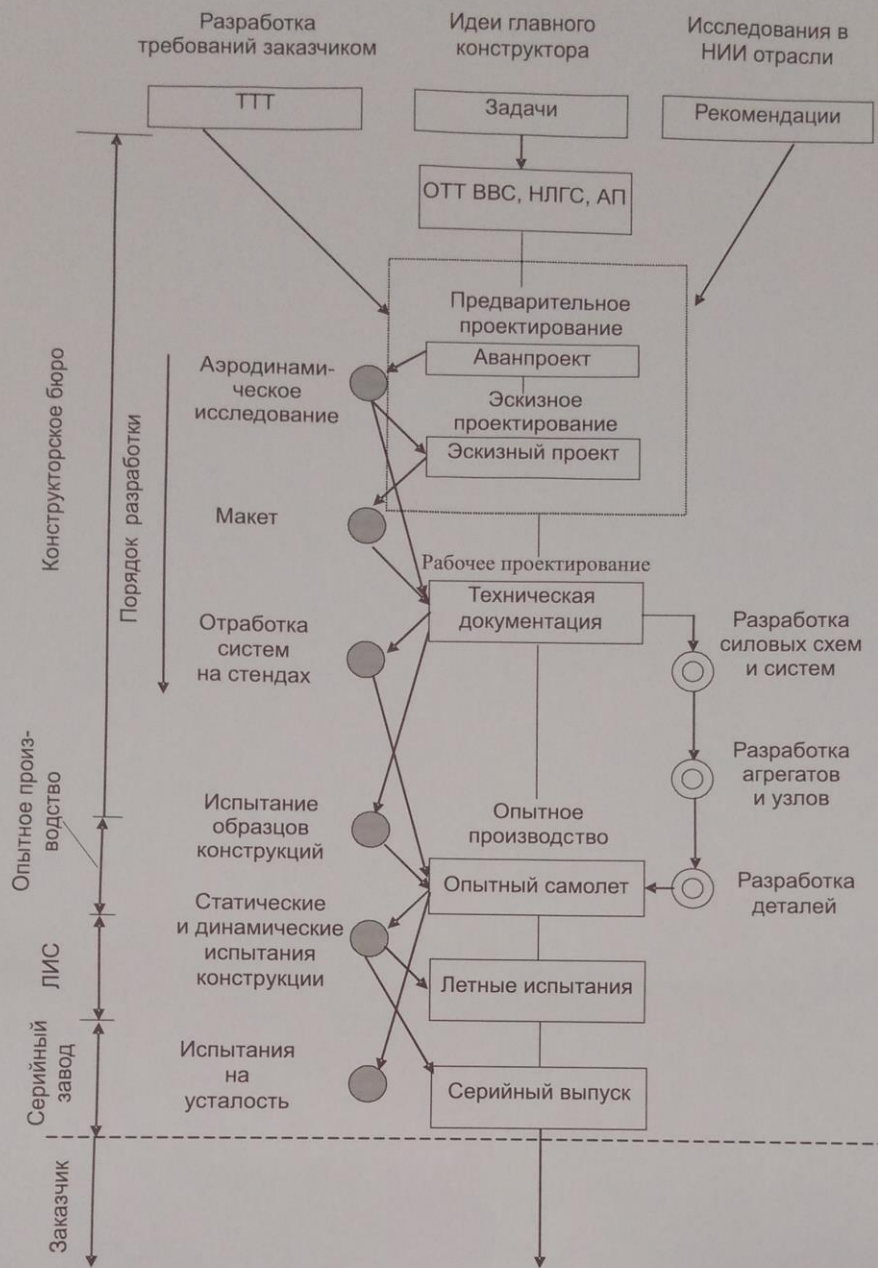 Разработка
требований заказчиком
Идеи главного
конструктора
Исследования в
НИИ отрасли
ТТТ
Задачи
Рекомендации
ОТТ ВВС, НЛГС, АП
Предварительное
проектирование
Аванпроект
Эскизное
проектирование
Эскизный проект
Аэродинами-
ческое
исследование
Макет
Рабочее проектирование
Техническая
документация
Отработка
систем
на стендах
Разработка
силовых схем
и систем
Разработка
агрегатов
и узлов
Испытание
образцов
конструкций
Опытное
производство
Опытный самолет
Разработка
деталей
Статические
и динамические
испытания
конструкции
Летные испытания
Испытания
на
усталость
Серийный выпуск
Конструкторское бюро
Порядок разработки
Опытное произ-
водство
ЛИС
Серийный
завод
Заказчик